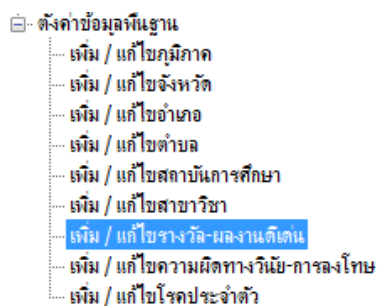 ตั้งค่าข้อมูลพื้นฐาน
เพิ่ม / แก้ไขภูมิภาค
เพิ่ม / แก้ไขจังหวัด
เพิ่ม / แก้ไขอำเภอ
เพิ่ม / แก้ไขตำบล
เพิ่ม / แก้ไขสถาบันการศึกษา
เพิ่ม / แก้ไขสาขาวิชา
เพิ่ม / แก้ไขรางวัล-ผลงานดีเด่น
เพิ่ม / แก้ไขความผิดทางวินัย-การลงโทษ
เพิ่ม / แก้ไขโรคประจำตัว